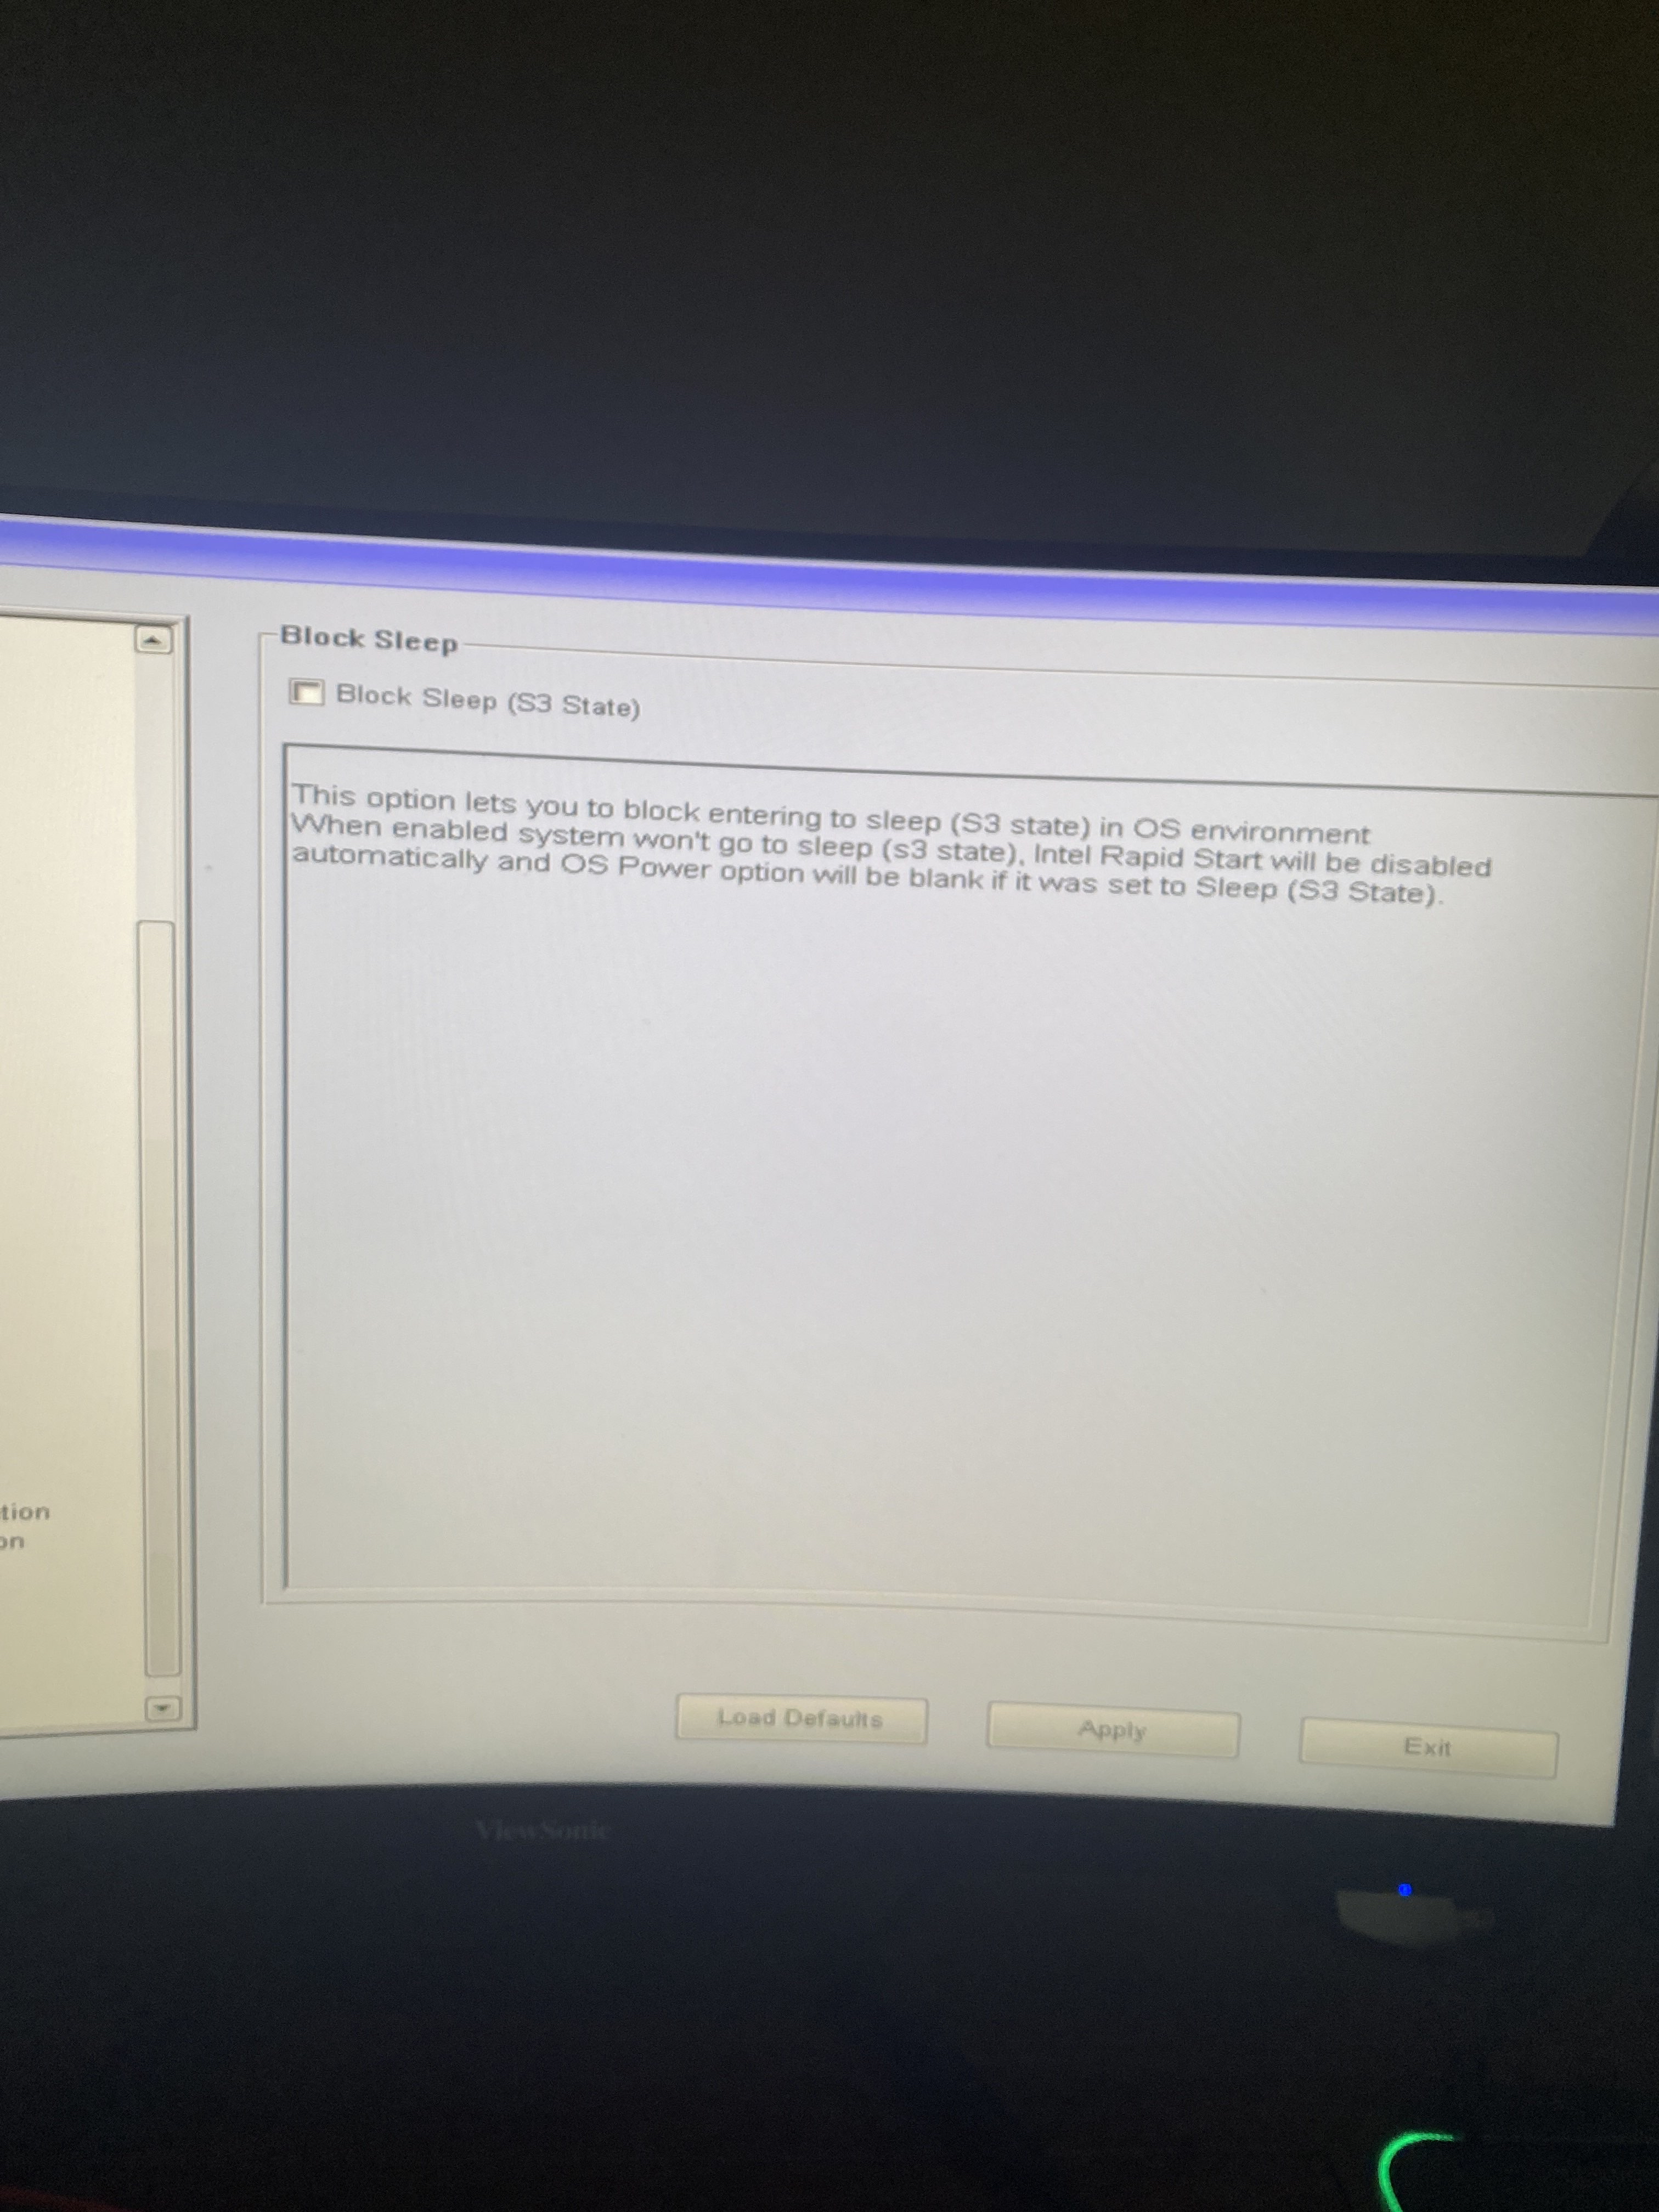 Block Sleep
Block Sleep (S3 State)
This option lets you to block entering to sleep (S3 state) in OS environment
When enabled system won't go to sleep (s3 state), Intel Rapid Start will be disabled
automatically and OS Power option will be blank if it was set to Sleep (S3 State).
tion
on
Load Defaults
Apply
Exit
ViewSonic